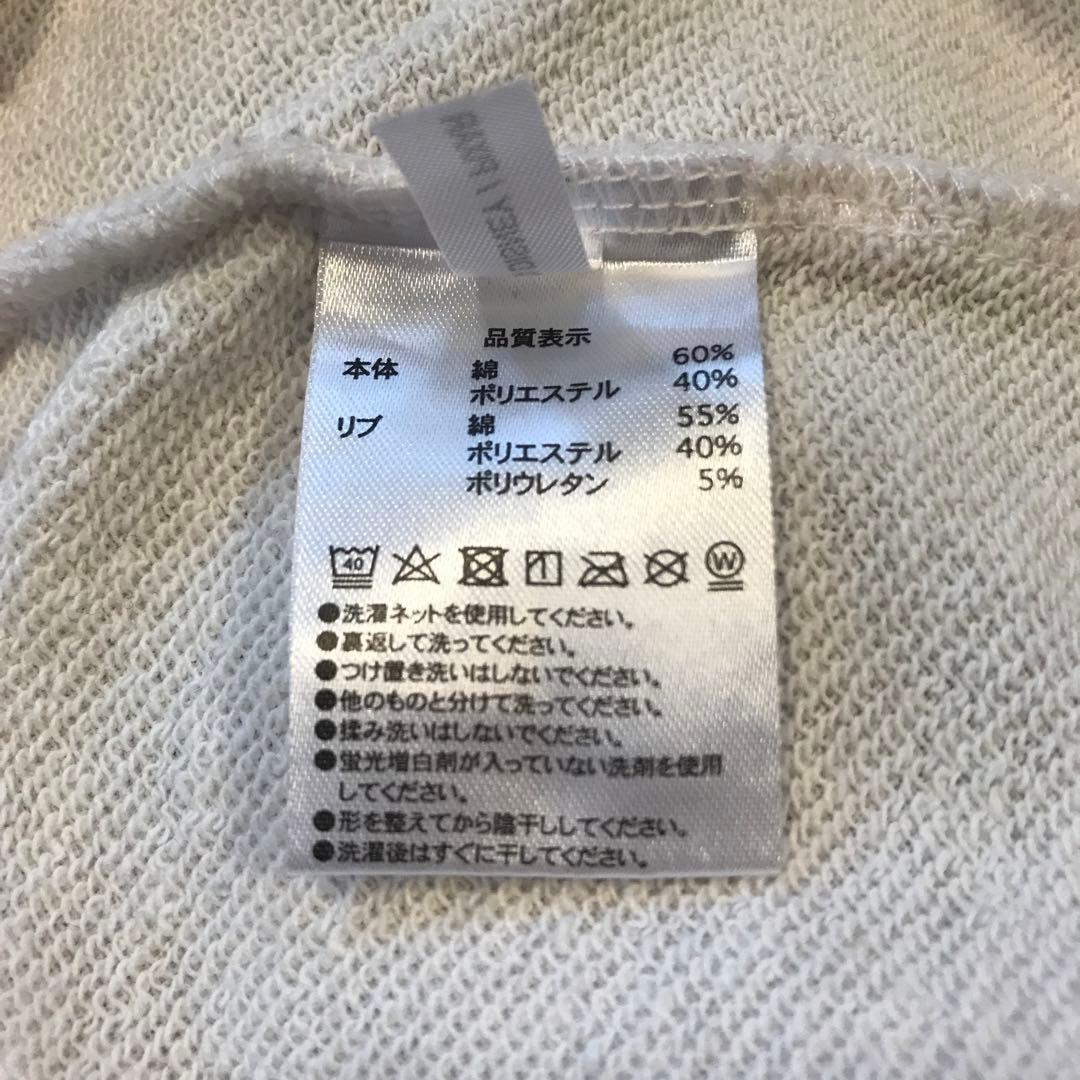 品質表示
本体 綿 60%
ポリエステル 40%
リブ 綿 55%
ポリエステル 40%
ポリウレタン 5%
40
W
●洗濯ネットを使用してください。
●裏返して洗ってください。
●つけ置き洗いはしないでください。
●他のものと分けて洗ってください。
●揉み洗いはしないでください。
●蛍光増白剤が入っていない洗剤を使用
してください。
●形を整えてから陰干ししてください。
●洗濯後はすぐに干してください。